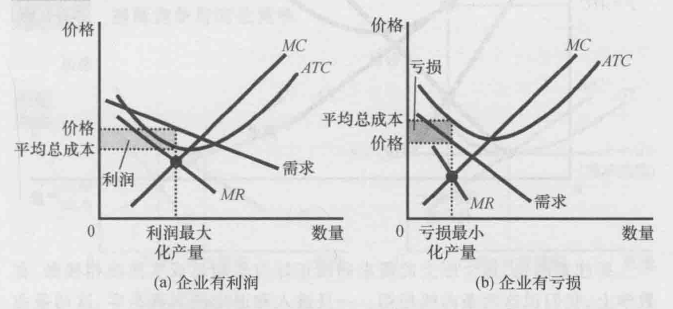 价格
MC
ATC
价格
平均总成本
利润
需求
MR
0
利润最大
化产量
数量
(a) 企业有利润
价格
MC
ATC
亏损
平均总成本
价格
MR
需求
0
亏损最小
化产量
数量
(b) 企业有亏损